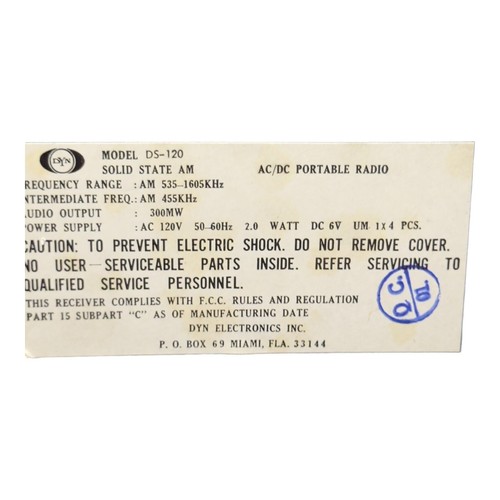 DYN
MODEL DS-120
SOLID STATE AM AC/DC PORTABLE RADIO
REQUENCY RANGE : AM 535-1605KHz
NTERMEDIATE FREQ.: AM 455KHz
UDIO OUTPUT : 300MW
POWER SUPPLY : AC 120V 50-60Hz 2.0 WATT DC 6V UM 1x4 PCS.
CAUTION: TO PREVENT ELECTRIC SHOCK. DO NOT REMOVE COVER.
NO USER-SERVICEABLE PARTS INSIDE. REFER SERVICING TO
QUALIFIED SERVICE PERSONNEL.
THIS RECEIVER COMPLIES WITH F.C.C. RULES AND REGULATION
PART 15 SUBPART "C" AS OF MANUFACTURING DATE
DYN ELECTRONICS INC.
P. O. BOX 69 MIAMI, FLA. 33144
Q C.
01.